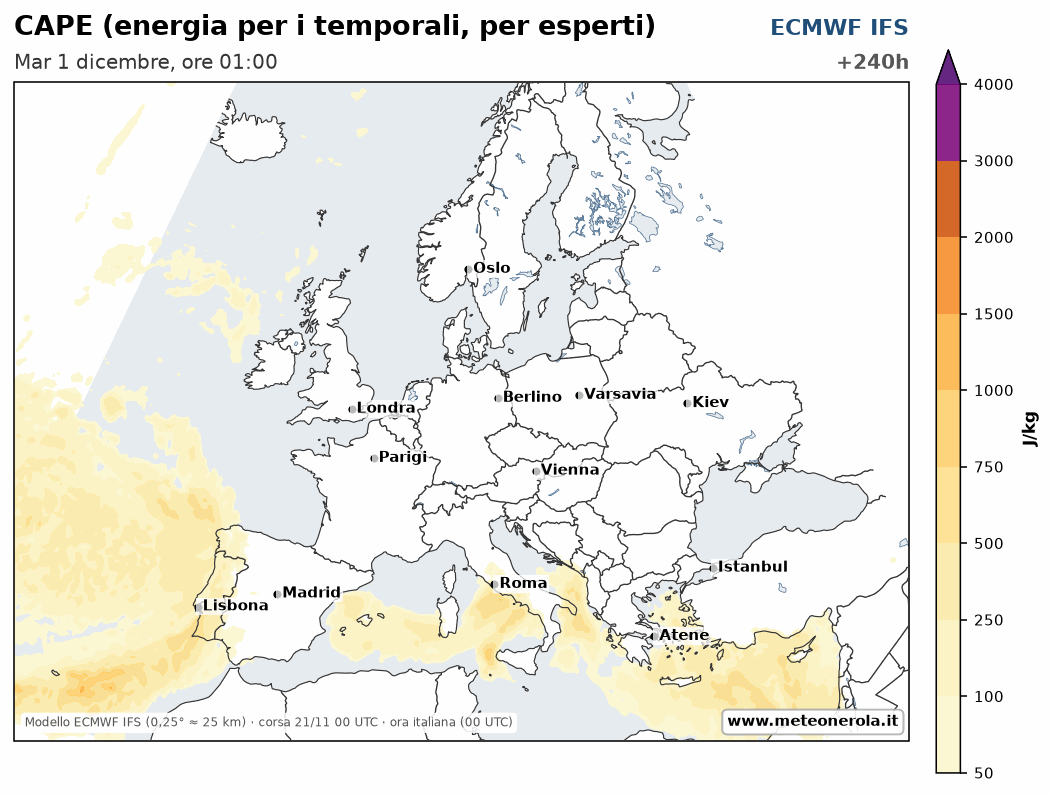 CAPE (energia per i temporali, per esperti)
ECMWF IFS
Mar 1 dicembre, ore 01:00
+240h
4000
3000
2000
1500
1000
750
500
250
100
50
J/kg
Oslo
Londra
Berlino
Varsavia
Kiev
Parigi
Vienna
Istanbul
Roma
Madrid
Lisbona
Atene
Modello ECMWF IFS (0,25° ≈ 25 km) · corsa 21/11 00 UTC · ora italiana (00 UTC)
www.meteonerola.it